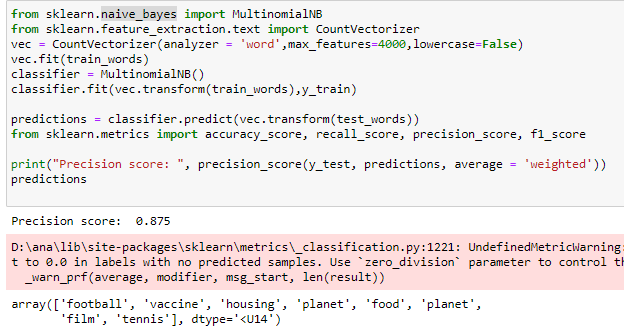 from sklearn.naive_bayes import MultinomialNB
from sklearn.feature_extraction.text import CountVectorizer
vec = CountVectorizer(analyzer = 'word',max_features=4000,lowercase=False)
vec.fit(train_words)
classifier = MultinomialNB()
classifier.fit(vec.transform(train_words),y_train)
predictions = classifier.predict(vec.transform(test_words))
from sklearn.metrics import accuracy_score, recall_score, precision_score, f1_score
print("Precision score: ", precision_score(y_test, predictions, average = 'weighted'))
predictions
Precision score:  0.875
D:\ana\lib\site-packages\sklearn\metrics\_classification.py:1221: UndefinedMetricWarning:
t to 0.0 in labels with no predicted samples. Use `zero_division` parameter to control th
_warn_prf(average, modifier, msg_start, len(result))
array(['football', 'vaccine', 'housing', 'planet', 'food', 'planet',
'film', 'tennis'], dtype='<U14')